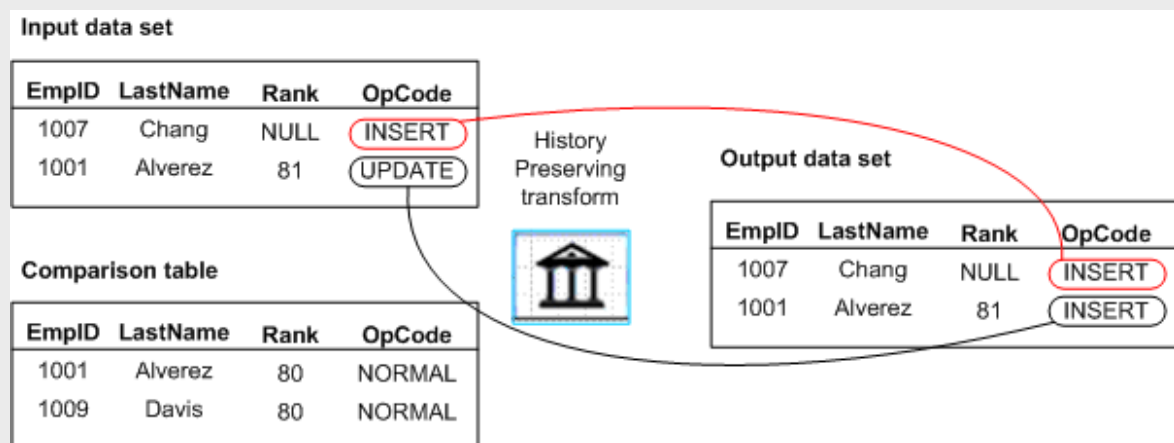 Input data set
EmpID LastName Rank OpCode
1007 Chang NULL INSERT
1001 Alverez 81 UPDATE
Comparison table
EmpID LastName Rank OpCode
1001 Alverez 80 NORMAL
1009 Davis 80 NORMAL
History
Preserving
transform
Output data set
EmpID LastName Rank OpCode
1007 Chang NULL INSERT
1001 Alverez 81 INSERT